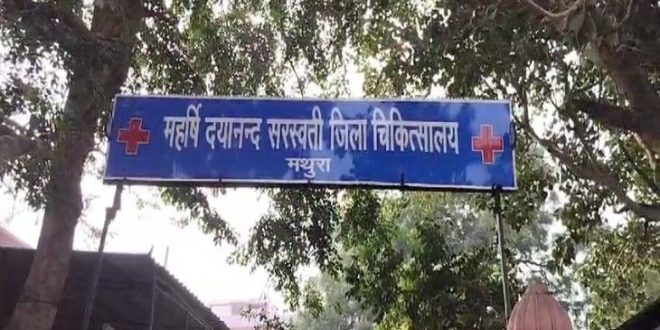 महर्षि दयानन्द सरस्वती जिला चिकित्सालय
मथुरा